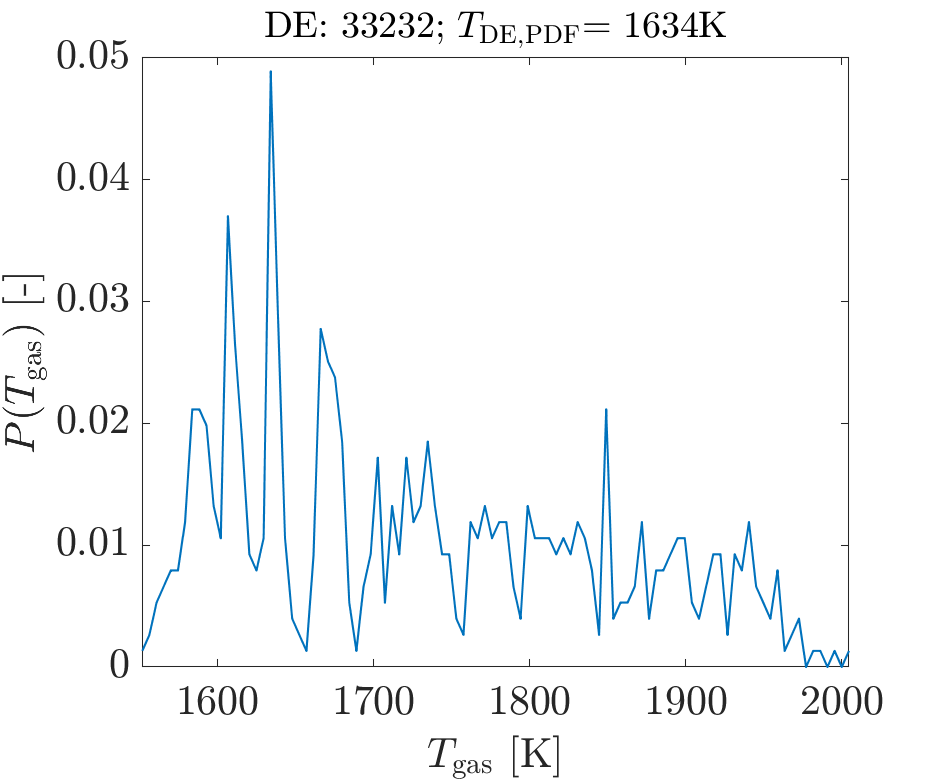 DE: 33232; T_DE,PDF= 1634K
0.05
0.04
0.03
0.02
0.01
0
P(T_gas) [-]
1600 1700 1800 1900 2000
T_gas [K]